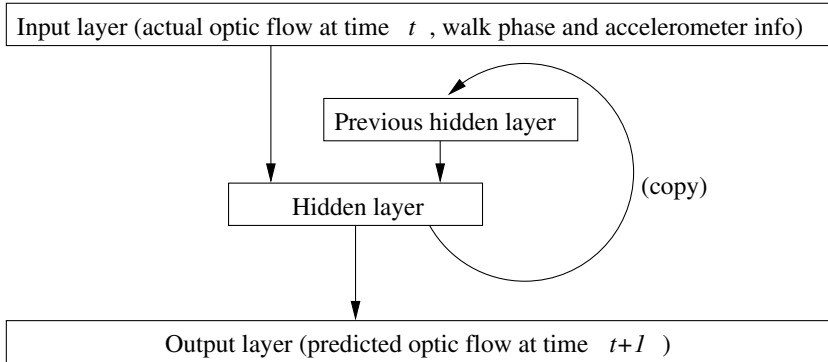 Input layer (actual optic flow at time t , walk phase and accelerometer info)
Previous hidden layer
(copy)
Hidden layer
Output layer (predicted optic flow at time t+1 )